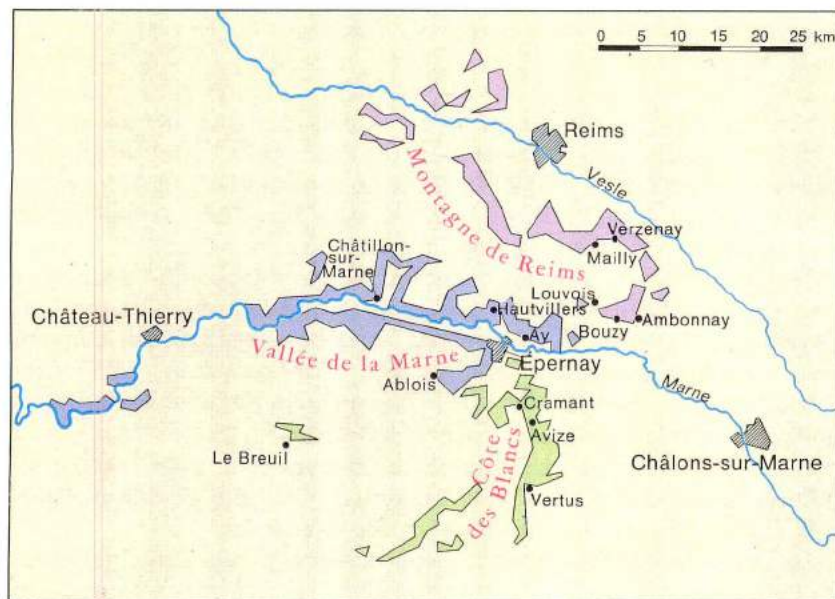 0 5 10 15 20 25 km
Reims
Vesle
Montagne de Reims
Verzenay
Mailly
Châtillon-
sur-
Marne
Louvois
Hautvillers
Château-Thierry
Bouzy
Ambonnay
Ay
Vallée de la Marne
Épernay
Marne
Ablois
Cramant
Avize
Côte
des Blancs
Le Breuil
Châlons-sur-Marne
Vertus